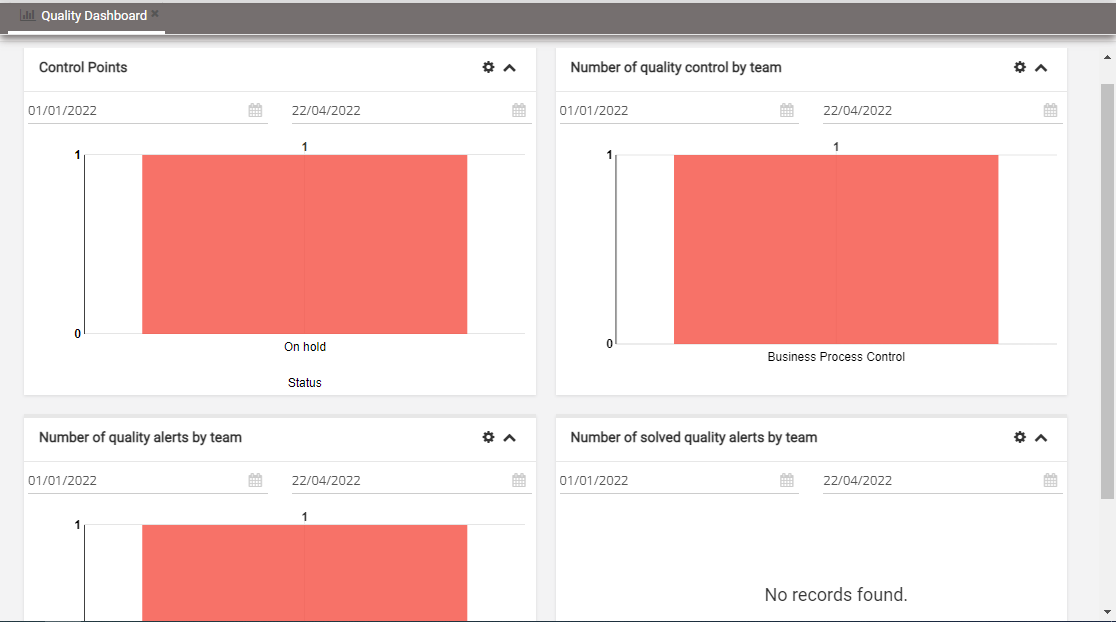 Quality Dashboard
Control Points
01/01/2022 22/04/2022
1
1
0
On hold
Status
Number of quality control by team
01/01/2022 22/04/2022
1
1
0
Business Process Control
Number of quality alerts by team
01/01/2022 22/04/2022
1
1
Number of solved quality alerts by team
01/01/2022 22/04/2022
No records found.